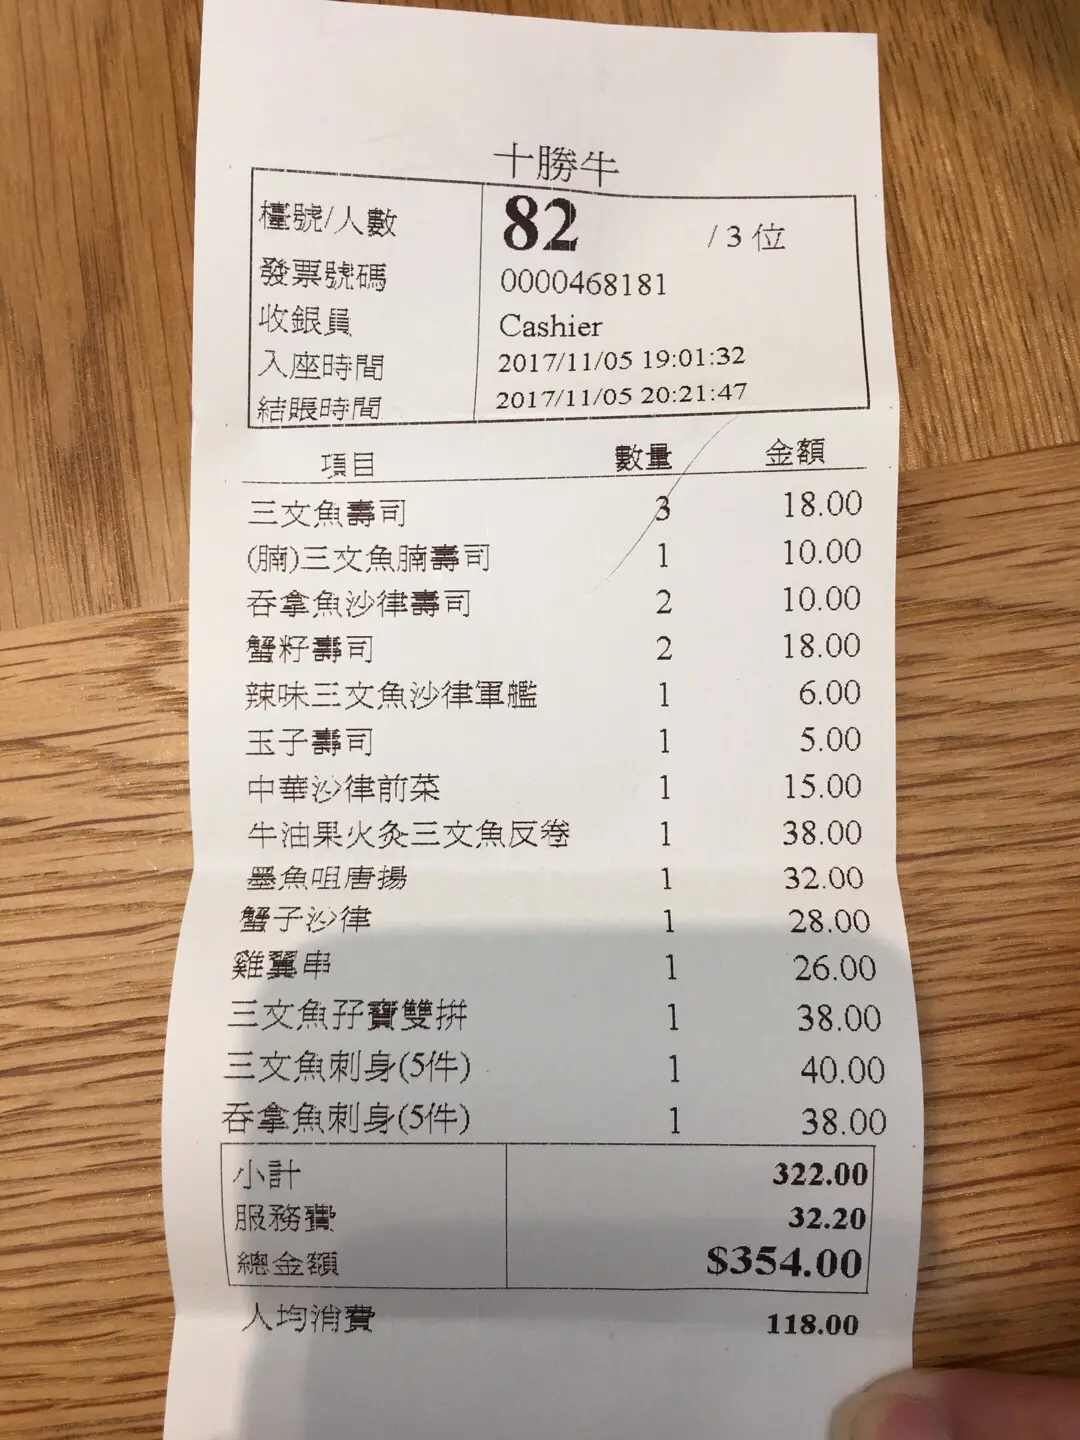 十勝牛
檯號/人數 82 /3 位
發票號碼 0000468181
收銀員 Cashier
入座時間 2017/11/05 19:01:32
結賬時間 2017/11/05 20:21:47
項目 數量 金額
三文魚壽司 3 18.00
(腩)三文魚腩壽司 1 10.00
吞拿魚沙律壽司 2 10.00
蟹籽壽司 2 18.00
辣味三文魚沙律軍艦 1 6.00
玉子壽司 1 5.00
中華沙律前菜 1 15.00
牛油果火灸三文魚反卷 1 38.00
墨魚咀唐揚 1 32.00
蟹子沙律 1 28.00
雞翼串 1 26.00
三文魚孖寶雙拼 1 38.00
三文魚刺身(5件) 1 40.00
吞拿魚刺身(5件) 1 38.00
小計 322.00
服務費 32.20
總金額 $354.00
人均消費 118.00